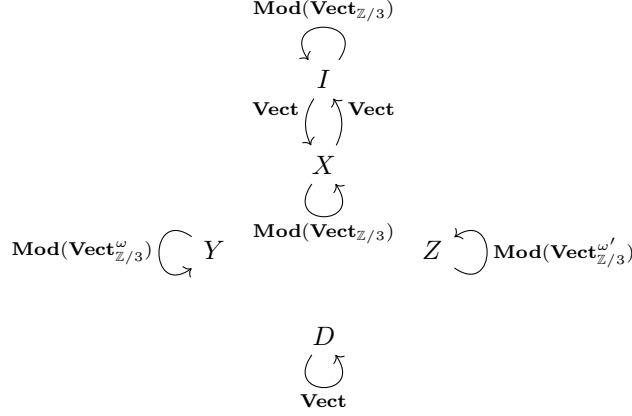 Mod(Vect_{ℤ/3})
I
Vect Vect
X
Mod(Vect_{ℤ/3})
Mod(Vect^ω_{ℤ/3}) Y Z Mod(Vect^{ω′}_{ℤ/3})
D
Vect